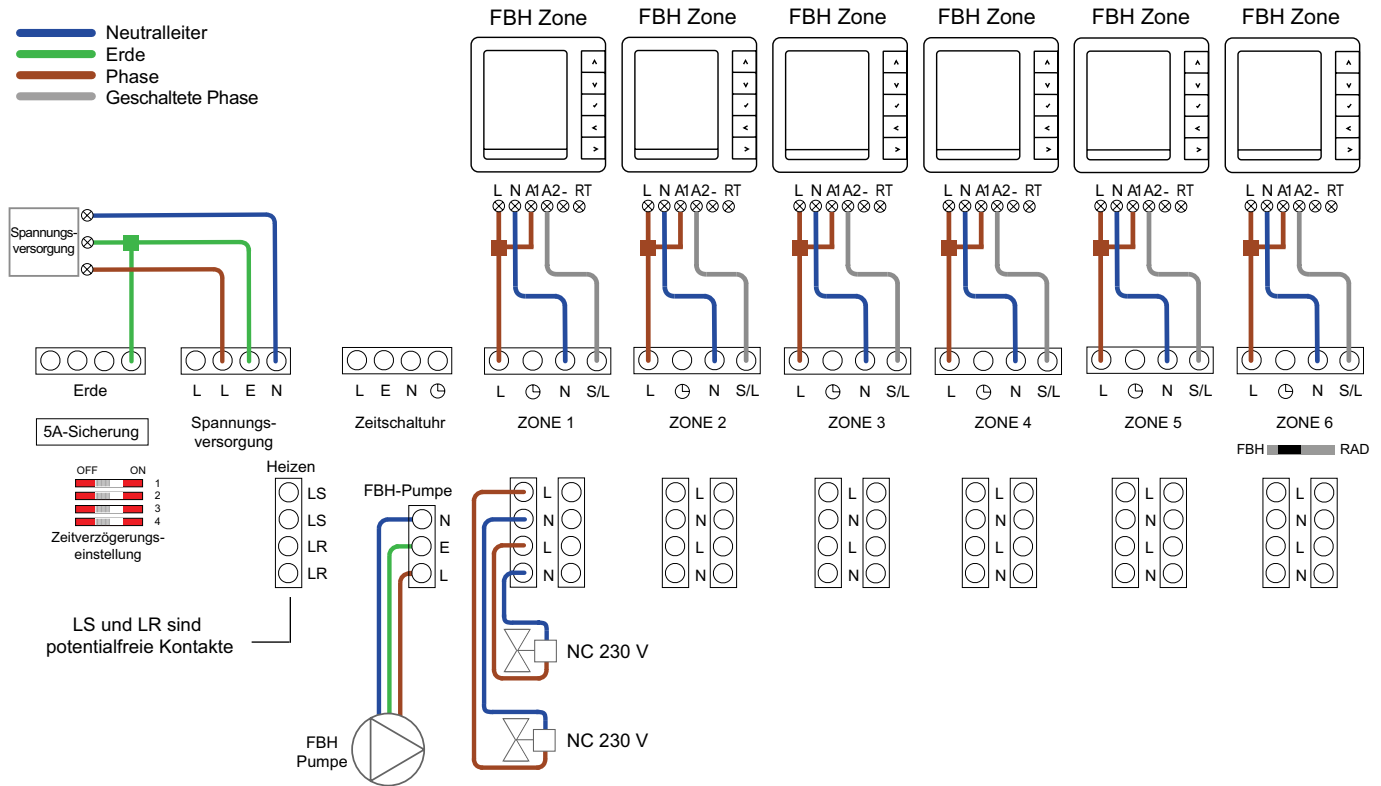 FBH Zone FBH Zone FBH Zone FBH Zone FBH Zone FBH Zone
Neutralleiter
Erde
Phase
Geschaltete Phase
L N A1 A2 - RT L N A1 A2 - RT L N A1 A2 - RT L N A1 A2 - RT L N A1 A2 - RT L N A1 A2 - RT
Spannungs-
versorgung
Erde
L L E N
L E N
L N S/L L N S/L L N S/L L N S/L L N S/L L N S/L
5A-Sicherung
Spannungs-
versorgung
Zeitschaltuhr
ZONE 1 ZONE 2 ZONE 3 ZONE 4 ZONE 5 ZONE 6
FBH RAD
OFF ON
1
2
3
4
Zeitverzögerungs-
einstellung
Heizen
LS
LS
LR
LR
FBH-Pumpe
N
E
L
L L L L L L
N N N N N N
L L L L L L
N N N N N N
LS und LR sind
potentialfreie Kontakte
NC 230 V
NC 230 V
FBH
Pumpe